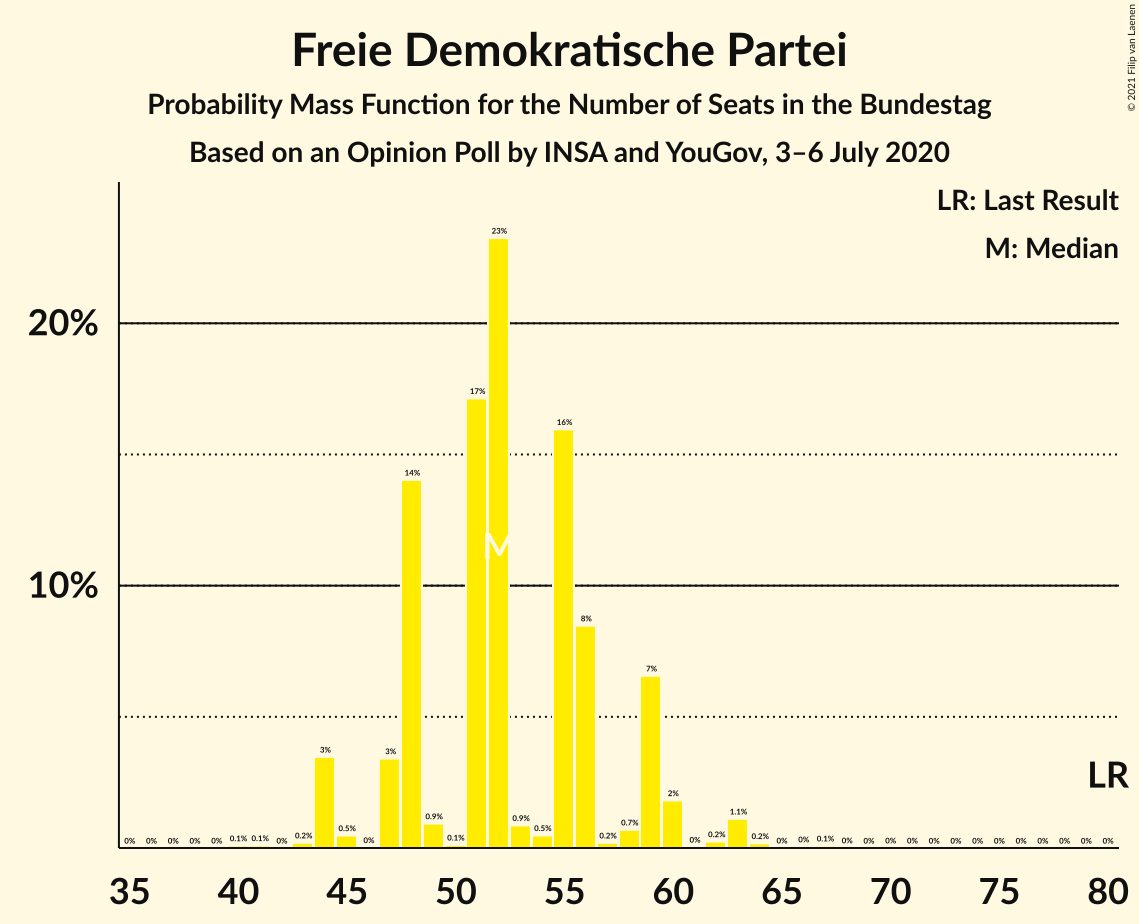 Freie Demokratische Partei
Probability Mass Function for the Number of Seats in the Bundestag
Based on an Opinion Poll by INSA and YouGov, 3–6 July 2020
© 2021 Filip van Laenen
LR: Last Result
M: Median
20%
10%
0% 0% 0% 0% 0% 0.1% 0.1% 0% 0.2% 3% 0.5% 0% 3% 14% 0.9% 0.1% 17% 23% 0.9% 0.5% 16% 8% 0.2% 0.7% 7% 2% 0% 0.2% 1.1% 0.2% 0% 0% 0.1% 0% 0% 0% 0% 0% 0% 0% 0% 0% 0% 0% 0% 0%
M
LR
35 40 45 50 55 60 65 70 75 80